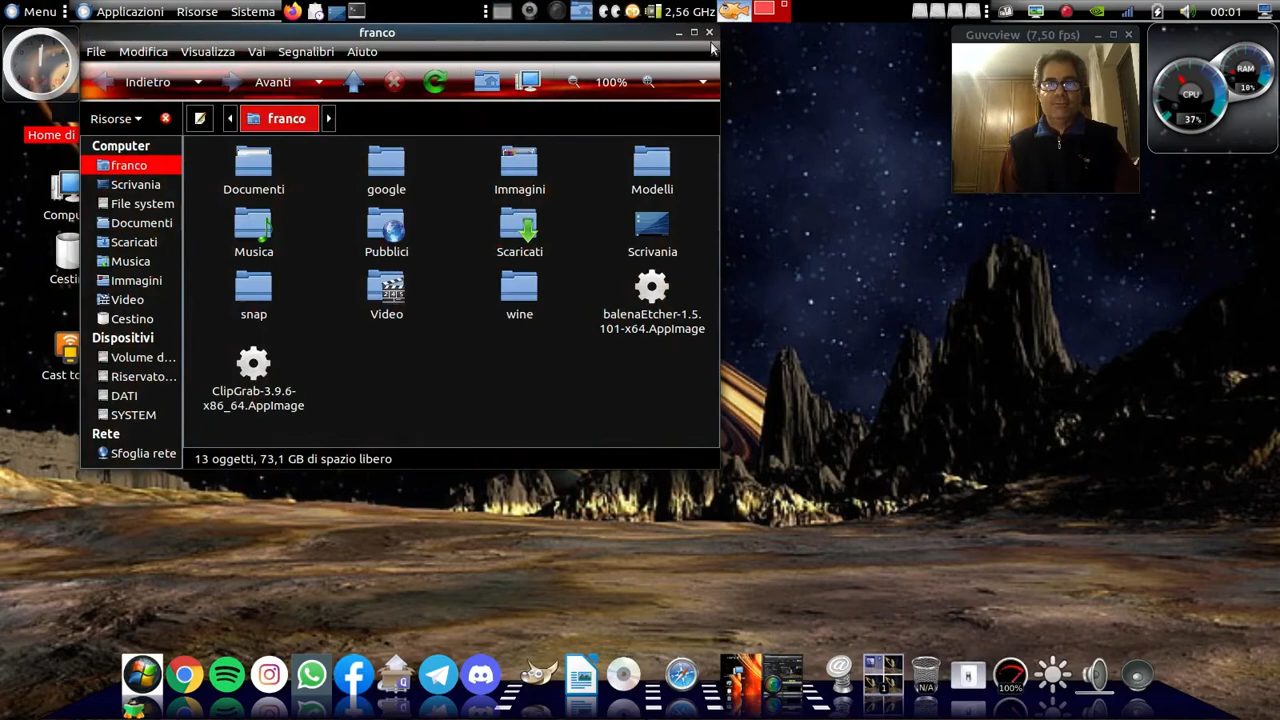 Menu Applicazioni Risorse Sistema 2,56 GHz 00:01
franco
File Modifica Visualizza Vai Segnalibri Aiuto
Indietro Avanti 100%
Risorse franco
Computer
franco
Scrivania
File system
Documenti
Scaricati
Musica
Immagini
Video
Cestino
Dispositivi
Volume d...
Riservato...
DATI
SYSTEM
Rete
Sfoglia rete
Documenti google Immagini Modelli
Musica Pubblici Scaricati Scrivania
snap Video wine balenaEtcher-1.5.
101-x64.AppImage
ClipGrab-3.9.6-
x86_64.AppImage
13 oggetti, 73,1 GB di spazio libero
Home di
Compu
Cesti
Cast to
Guvcview (7,50 fps)
CPU
37%
RAM
18%
1
N/A
100%